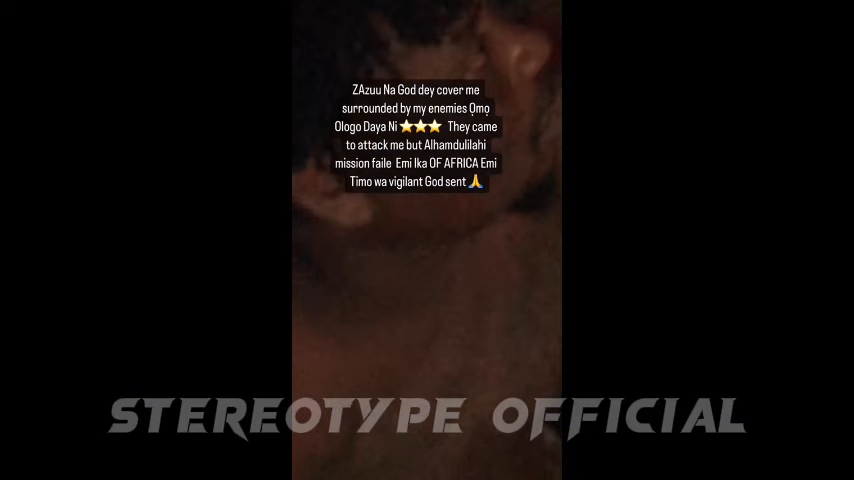 ZAzuu Na God dey cover me
surrounded by my enemies Ọmọ
Ologo Daya Ni ⭐⭐⭐ They came
to attack me but Alhamdulilahi
mission faile Emi Ika OF AFRICA Emi
Timo wa vigilant God sent 🙏
STEREOTYPE OFFICIAL